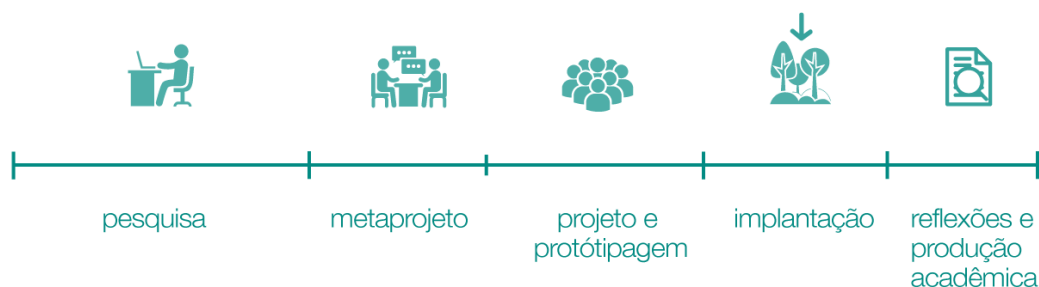 pesquisa
metaprojeto
projeto e
protótipagem
implantação
reflexões e
produção
acadêmica